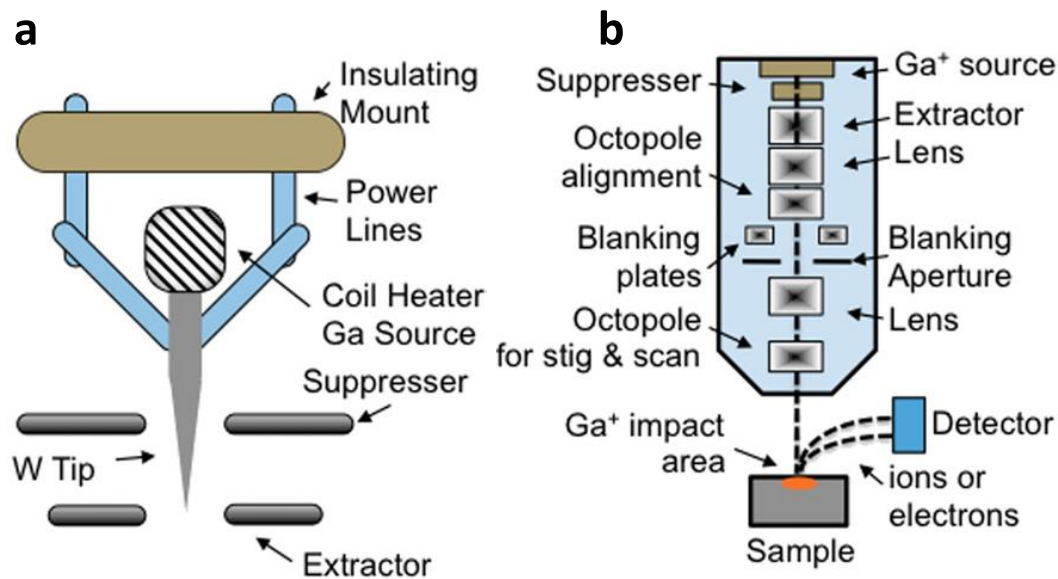 a
Insulating
Mount
Power
Lines
Coil Heater
Ga Source
Suppresser
W Tip
Extractor
b
Suppresser
Ga⁺ source
Extractor
Lens
Octopole
alignment
Blanking
plates
Blanking
Aperture
Lens
Octopole
for stig & scan
Ga⁺ impact
area
Detector
ions or
electrons
Sample